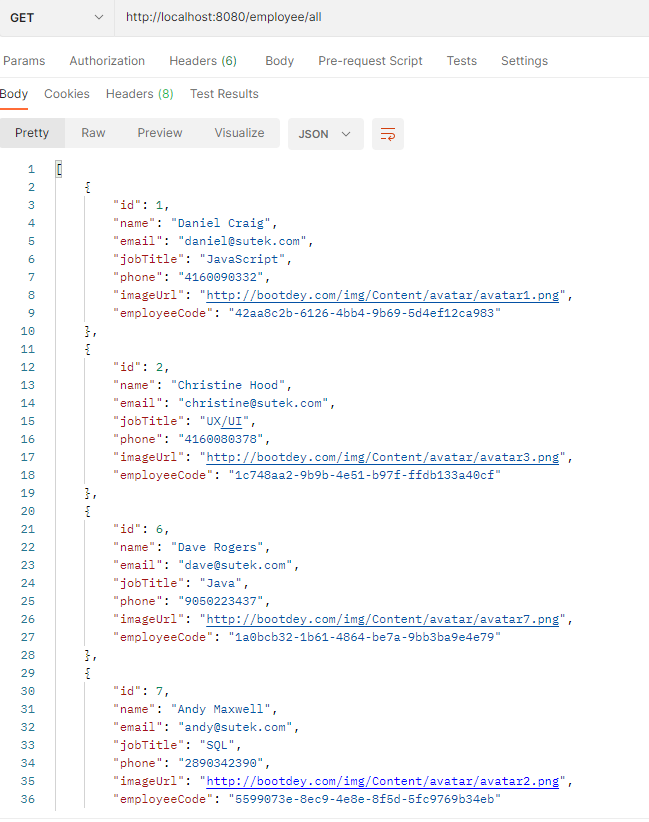 GET http://localhost:8080/employee/all
Params Authorization Headers (6) Body Pre-request Script Tests Settings
Body Cookies Headers (8) Test Results
Pretty Raw Preview Visualize JSON
1 [
2 {
3 "id": 1,
4 "name": "Daniel Craig",
5 "email": "daniel@sutek.com",
6 "jobTitle": "JavaScript",
7 "phone": "4160090332",
8 "imageUrl": "http://bootdey.com/img/Content/avatar/avatar1.png",
9 "employeeCode": "42aa8c2b-6126-4bb4-9b69-5d4ef12ca983"
10 },
11 {
12 "id": 2,
13 "name": "Christine Hood",
14 "email": "christine@sutek.com",
15 "jobTitle": "UX/UI",
16 "phone": "4160080378",
17 "imageUrl": "http://bootdey.com/img/Content/avatar/avatar3.png",
18 "employeeCode": "1c748aa2-9b9b-4e51-b97f-ffdb133a40cf"
19 },
20 {
21 "id": 6,
22 "name": "Dave Rogers",
23 "email": "dave@sutek.com",
24 "jobTitle": "Java",
25 "phone": "9050223437",
26 "imageUrl": "http://bootdey.com/img/Content/avatar/avatar7.png",
27 "employeeCode": "1a0bcb32-1b61-4864-be7a-9bb3ba9e4e79"
28 },
29 {
30 "id": 7,
31 "name": "Andy Maxwell",
32 "email": "andy@sutek.com",
33 "jobTitle": "SQL",
34 "phone": "2890342390",
35 "imageUrl": "http://bootdey.com/img/Content/avatar/avatar2.png",
36 "employeeCode": "5599073e-8ec9-4e8e-8f5d-5fc9769b34eb"